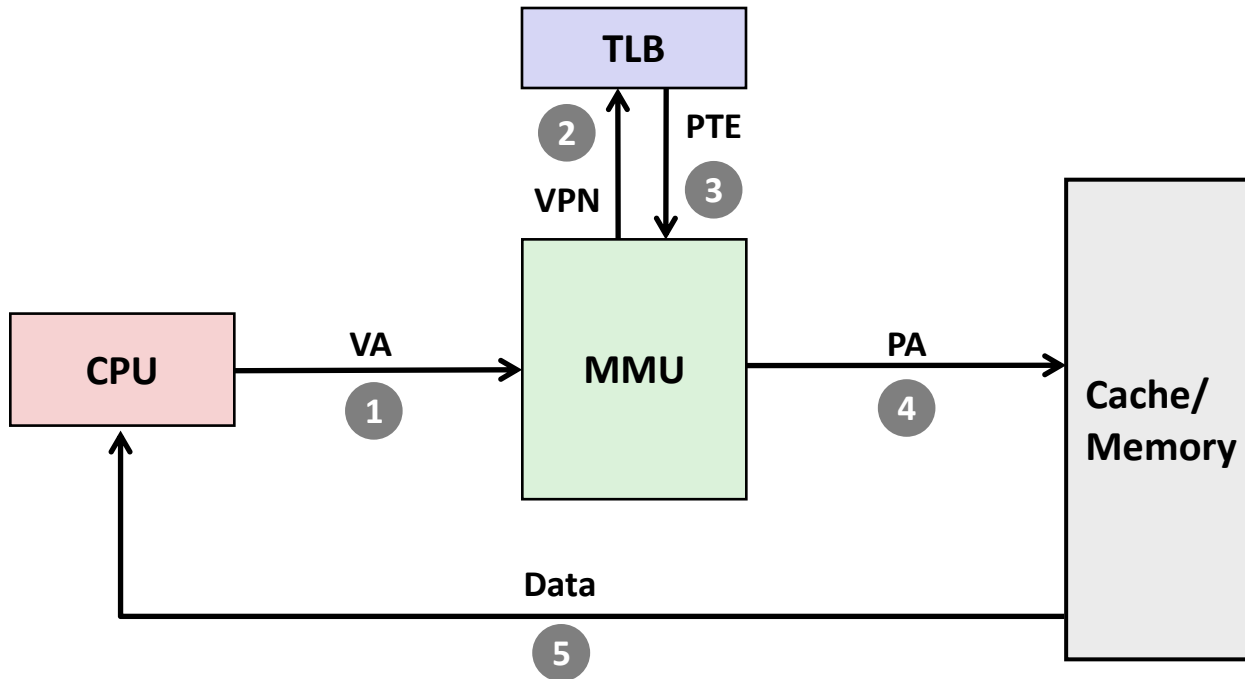 TLB
2
PTE
3
VPN
CPU
VA
1
MMU
PA
4
Cache/
Memory
Data
5